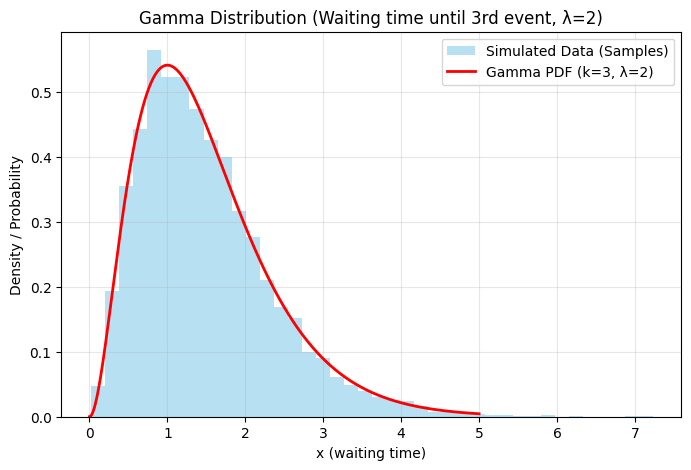 Gamma Distribution (Waiting time until 3rd event, λ=2)
Simulated Data (Samples)
Gamma PDF (k=3, λ=2)
Density / Probability
0.5
0.4
0.3
0.2
0.1
0.0
0 1 2 3 4 5 6 7
x (waiting time)